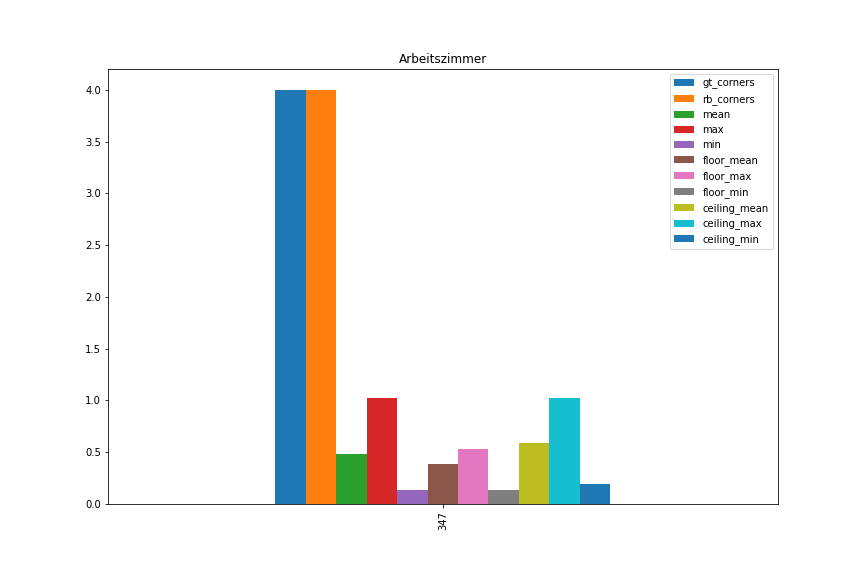 Arbeitszimmer
4.0
3.5
3.0
2.5
2.0
1.5
1.0
0.5
0.0
347
gt_corners
rb_corners
mean
max
min
floor_mean
floor_max
floor_min
ceiling_mean
ceiling_max
ceiling_min